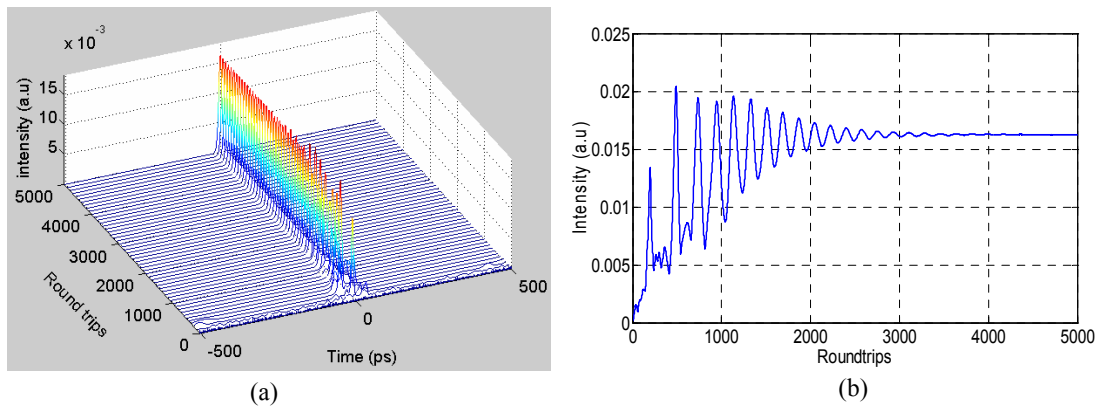 x 10⁻³
15
10
5
intensity (a.u)
5000
4000
3000
2000
1000
0
Round trips
-500
0
500
Time (ps)
(a)
(b)
0.025
0.02
0.015
0.01
0.005
0
Intensity (a.u)
0 1000 2000 3000 4000 5000
Roundtrips
(b)